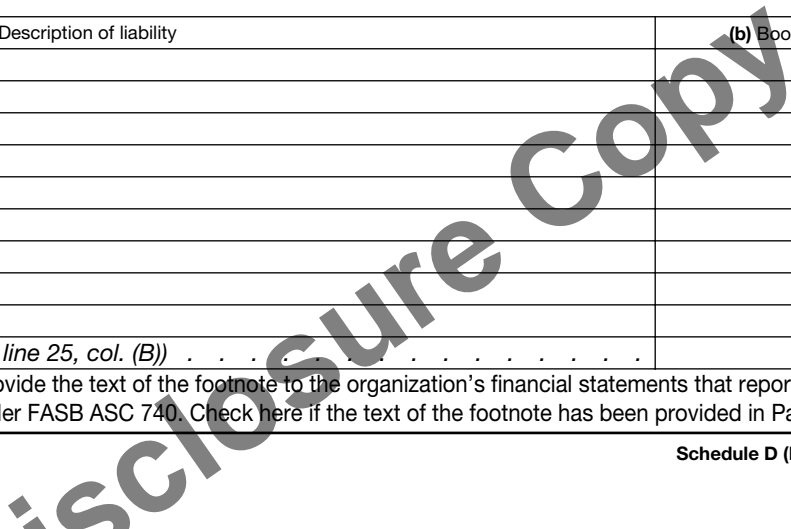 Description of liability (b) Boo
line 25, col. (B)) . . . . . . . . . . . . . . .
ovide the text of the footnote to the organization's financial statements that repor
ler FASB ASC 740. Check here if the text of the footnote has been provided in Pa
Schedule D (
isclosure Copy